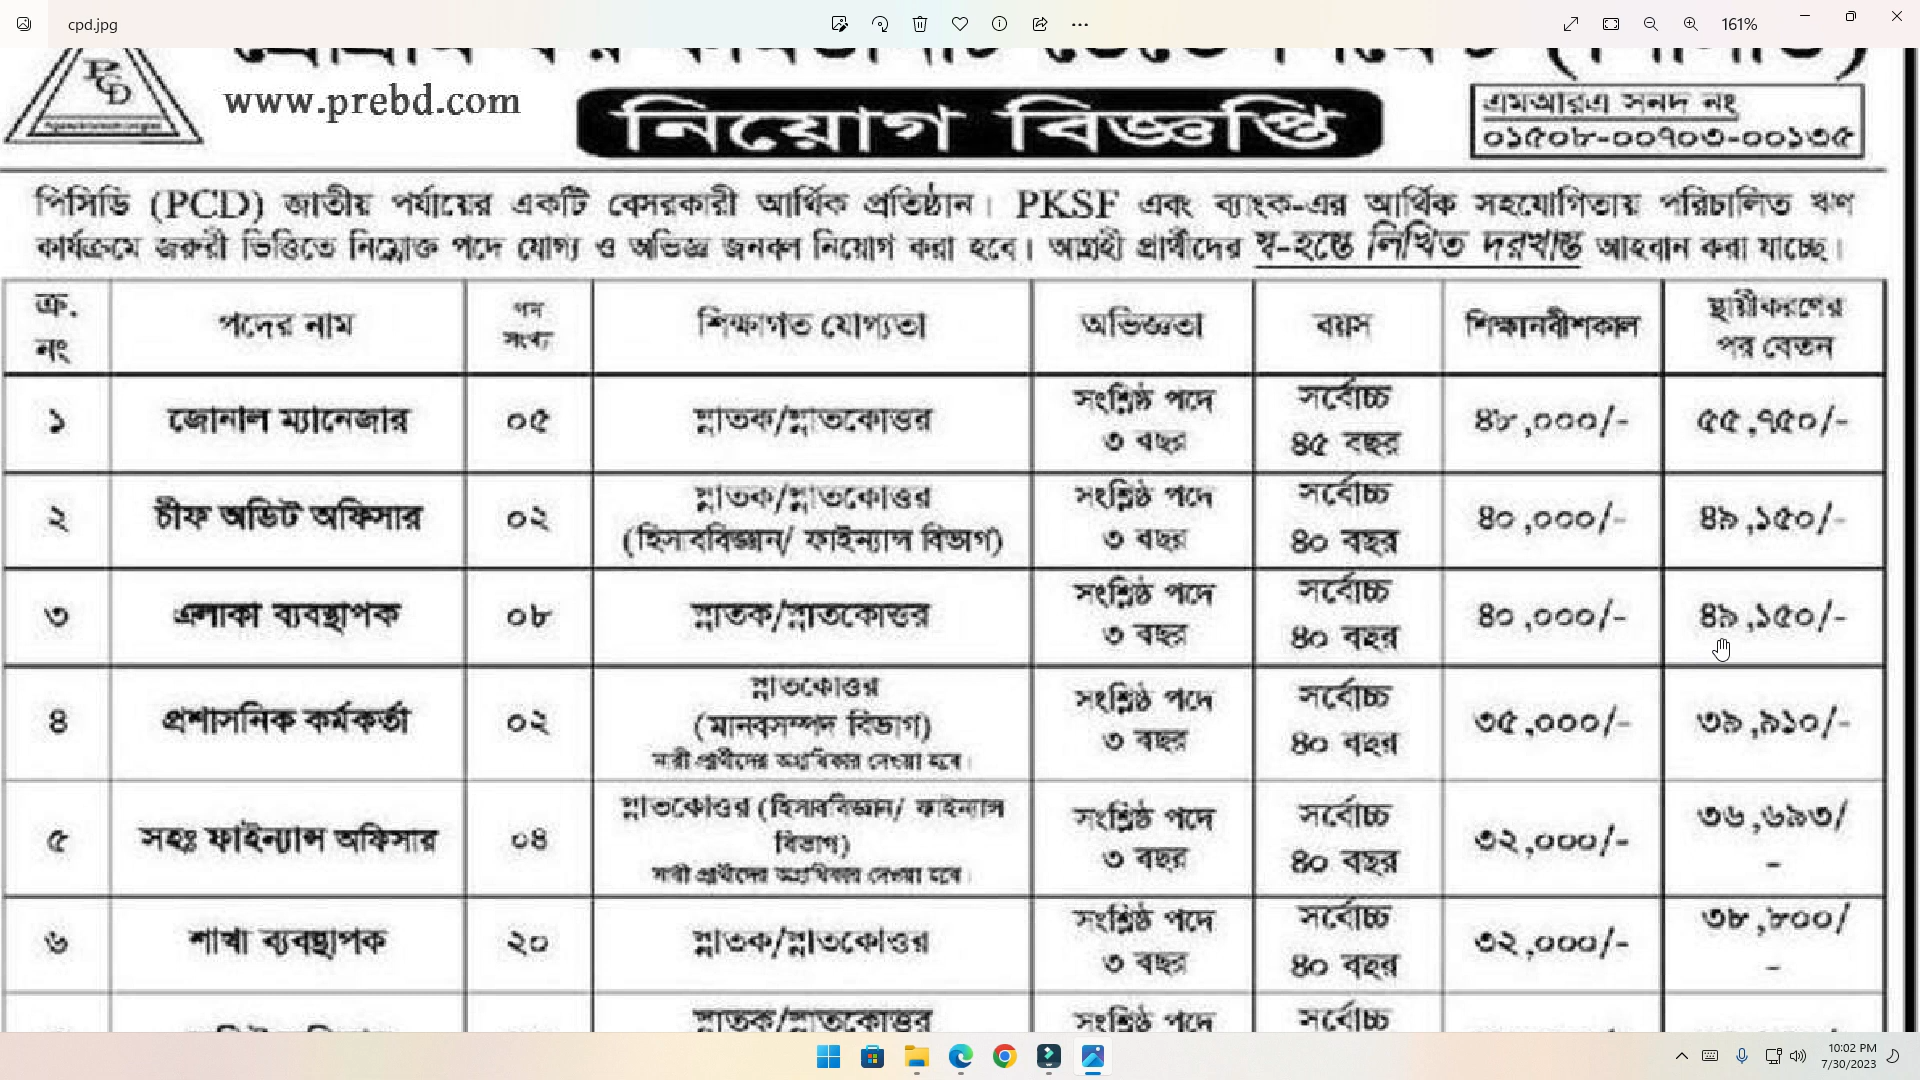 cpd.jpg
161%
PCD
www.prebd.com
নিয়োগ বিজ্ঞপ্তি
এমআরএ সনদ নং
০১৫০৮-০০৭০৩-০০১৩৫
পিসিডি (PCD) জাতীয় পর্যায়ের একটি বেসরকারী আর্থিক প্রতিষ্ঠান। PKSF এবং ব্যাংক-এর আর্থিক সহযোগিতায় পরিচালিত ঋণ
কার্যক্রমে জরুরী ভিত্তিতে নিম্নোক্ত পদে যোগ্য ও অভিজ্ঞ জনবল নিয়োগ করা হবে। আগ্রহী প্রার্থীদের স্ব-হস্তে লিখিত দরখাস্ত আহবান করা যাচ্ছে।
ক্র. নং পদের নাম পদ সংখ্যা শিক্ষাগত যোগ্যতা অভিজ্ঞতা বয়স শিক্ষানবীশকাল স্থায়ীকরণের পর বেতন
১ জোনাল ম্যানেজার ০৫ স্নাতক/স্নাতকোত্তর সংশ্লিষ্ঠ পদে ৩ বছর সর্বোচ্চ ৪৫ বছর ৪৮,০০০/- ৫৫,৭৫০/-
২ চীফ অডিট অফিসার ০২ স্নাতক/স্নাতকোত্তর (হিসাববিজ্ঞান/ ফাইন্যান্স বিভাগ) সংশ্লিষ্ঠ পদে ৩ বছর সর্বোচ্চ ৪০ বছর ৪০,০০০/- ৪৯,১৫০/-
৩ এলাকা ব্যবস্থাপক ০৮ স্নাতক/স্নাতকোত্তর সংশ্লিষ্ঠ পদে ৩ বছর সর্বোচ্চ ৪০ বছর ৪০,০০০/- ৪৯,১৫০/-
৪ প্রশাসনিক কর্মকর্তা ০২ স্নাতকোত্তর (মানবসম্পদ বিভাগ) নারী প্রার্থীদের অগ্রাধিকার দেওয়া হবে। সংশ্লিষ্ঠ পদে ৩ বছর সর্বোচ্চ ৪০ বছর ৩৫,০০০/- ৩৯,৯১০/-
৫ সহঃ ফাইন্যান্স অফিসার ০৪ স্নাতকোত্তর (হিসাববিজ্ঞান/ ফাইন্যান্স বিভাগ) নারী প্রার্থীদের অগ্রাধিকার দেওয়া হবে। সংশ্লিষ্ঠ পদে ৩ বছর সর্বোচ্চ ৪০ বছর ৩২,০০০/- ৩৬,৬৯৩/-
৬ শাখা ব্যবস্থাপক ২০ স্নাতক/স্নাতকোত্তর সংশ্লিষ্ঠ পদে ৩ বছর সর্বোচ্চ ৪০ বছর ৩২,০০০/- ৩৮,৮০০/-
স্নাতক/স্নাতকোত্তর সংশ্লিষ্ঠ পদে সর্বোচ্চ
10:02 PM
7/30/2023